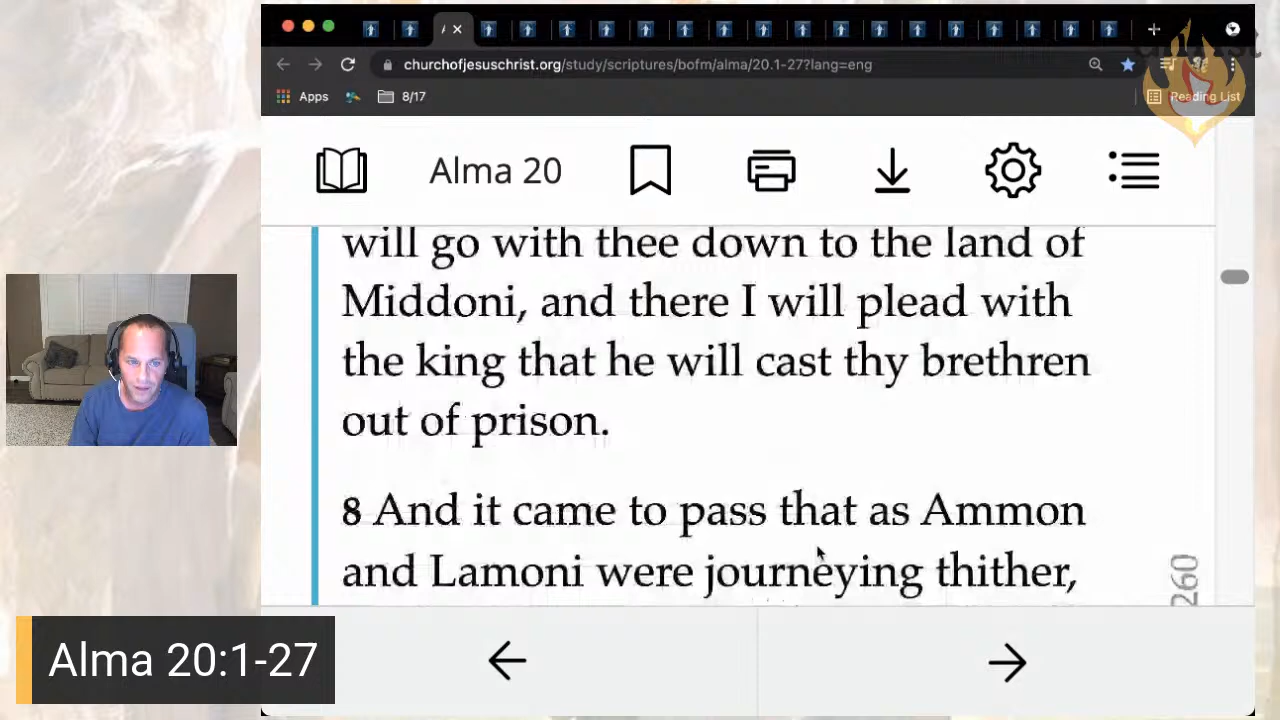 churchofjesuschrist.org/study/scriptures/bofm/alma/20.1-27?lang=eng
Apps 8/17 Reading List
Alma 20
will go with thee down to the land of
Middoni, and there I will plead with
the king that he will cast thy brethren
out of prison.
8 And it came to pass that as Ammon
and Lamoni were journeying thither,
260
Alma 20:1-27